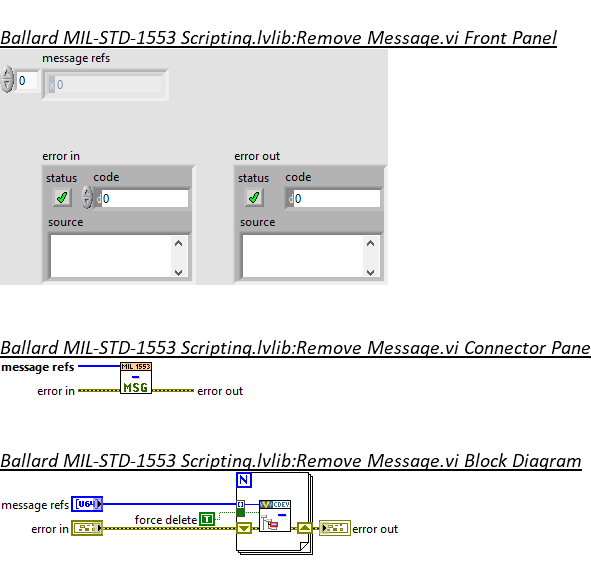 Ballard MIL-STD-1553 Scripting.lvlib:Remove Message.vi Front Panel
message refs
0
x 0
error in
error out
status code
status code
d 0
d 0
source
source
Ballard MIL-STD-1553 Scripting.lvlib:Remove Message.vi Connector Pane
message refs
MIL 1553
MSG
error in
error out
Ballard MIL-STD-1553 Scripting.lvlib:Remove Message.vi Block Diagram
N
message refs
[U64]
CDEV
force delete
T
error in
error out